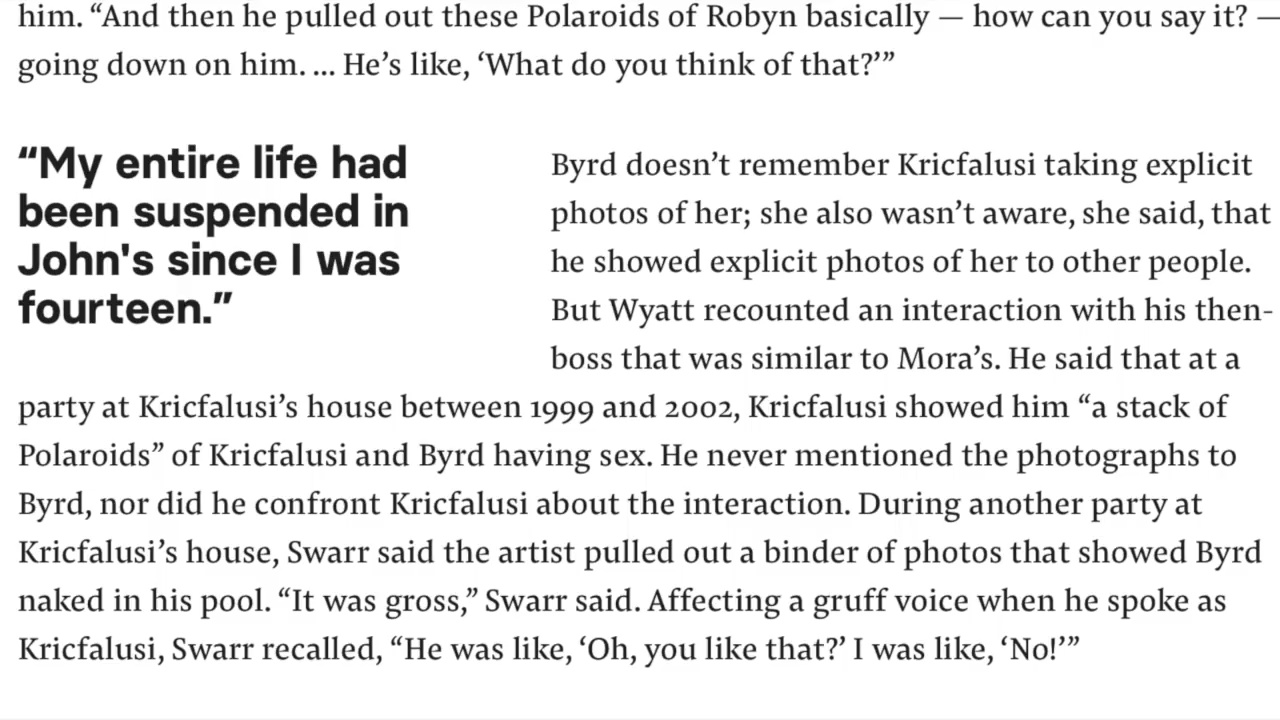 him. “And then he pulled out these Polaroids of Robyn basically — how can you say it? —
going down on him. ... He’s like, ‘What do you think of that?’”
“My entire life had
been suspended in
John's since I was
fourteen.”
Byrd doesn’t remember Kricfalusi taking explicit
photos of her; she also wasn’t aware, she said, that
he showed explicit photos of her to other people.
But Wyatt recounted an interaction with his then-
boss that was similar to Mora’s. He said that at a
party at Kricfalusi’s house between 1999 and 2002, Kricfalusi showed him “a stack of
Polaroids” of Kricfalusi and Byrd having sex. He never mentioned the photographs to
Byrd, nor did he confront Kricfalusi about the interaction. During another party at
Kricfalusi’s house, Swarr said the artist pulled out a binder of photos that showed Byrd
naked in his pool. “It was gross,” Swarr said. Affecting a gruff voice when he spoke as
Kricfalusi, Swarr recalled, “He was like, ‘Oh, you like that?’ I was like, ‘No!’”